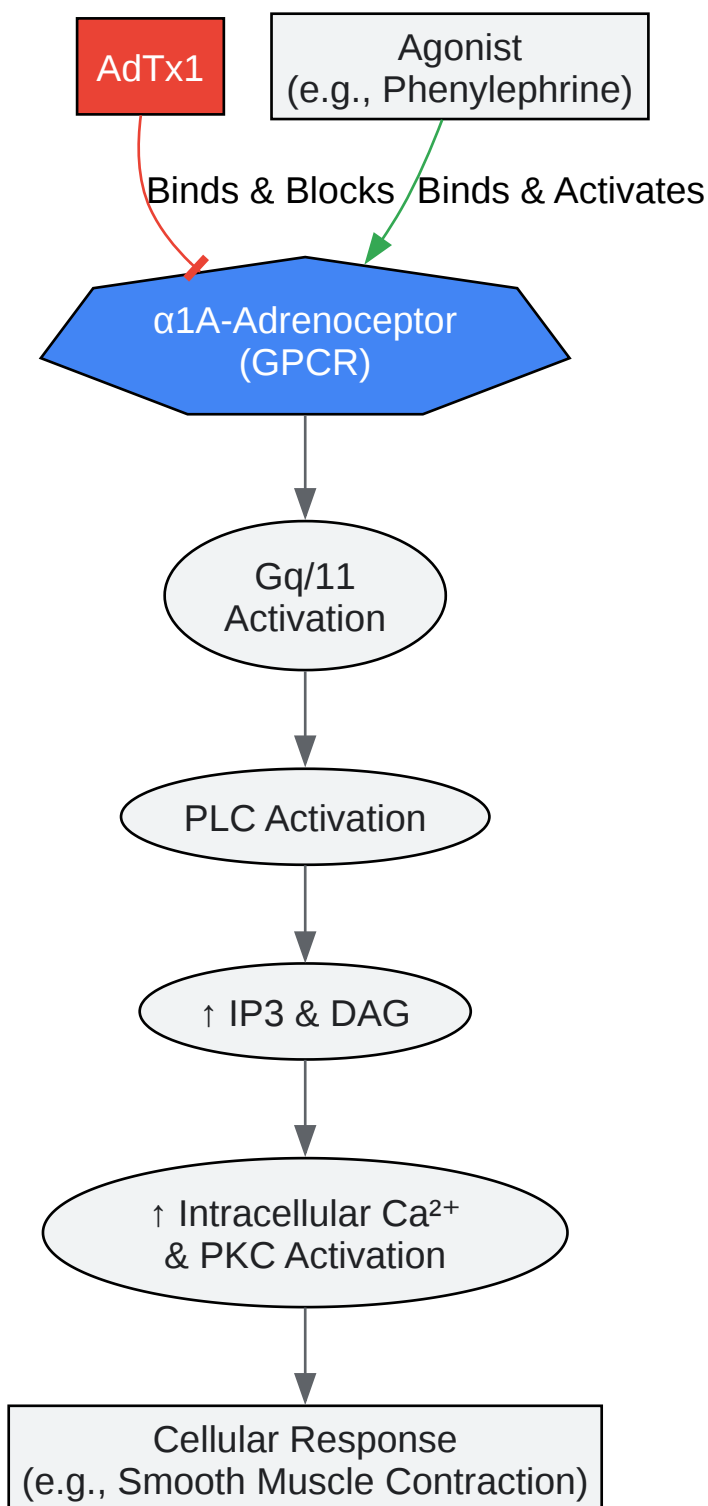 AdTx1
Agonist
(e.g., Phenylephrine)
Binds & Blocks
Binds & Activates
α1A-Adrenoceptor
(GPCR)
Gq/11
Activation
PLC Activation
↑ IP3 & DAG
↑ Intracellular Ca²⁺
& PKC Activation
Cellular Response
(e.g., Smooth Muscle Contraction)